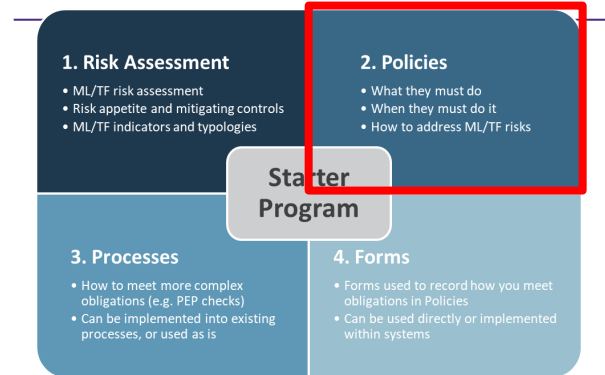 1. Risk Assessment
• ML/TF risk assessment
• Risk appetite and mitigating controls
• ML/TF indicators and typologies
2. Policies
• What they must do
• When they must do it
• How to address ML/TF risks
Starter
Program
3. Processes
• How to meet more complex
obligations (e.g. PEP checks)
• Can be implemented into existing
processes, or used as is
4. Forms
• Forms used to record how you meet
obligations in Policies
• Can be used directly or implemented
within systems